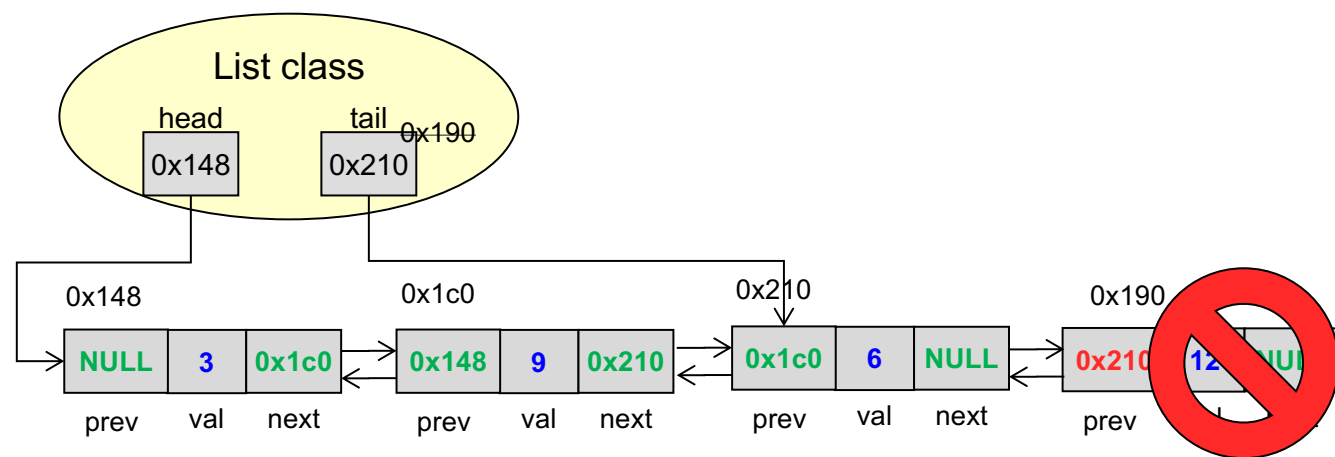 List class
head tail
0x190
0x148 0x210
0x148 0x1c0 0x210 0x190
NULL 3 0x1c0 0x148 9 0x210 0x1c0 6 NULL 0x210 12
prev val next prev val next prev val next prev